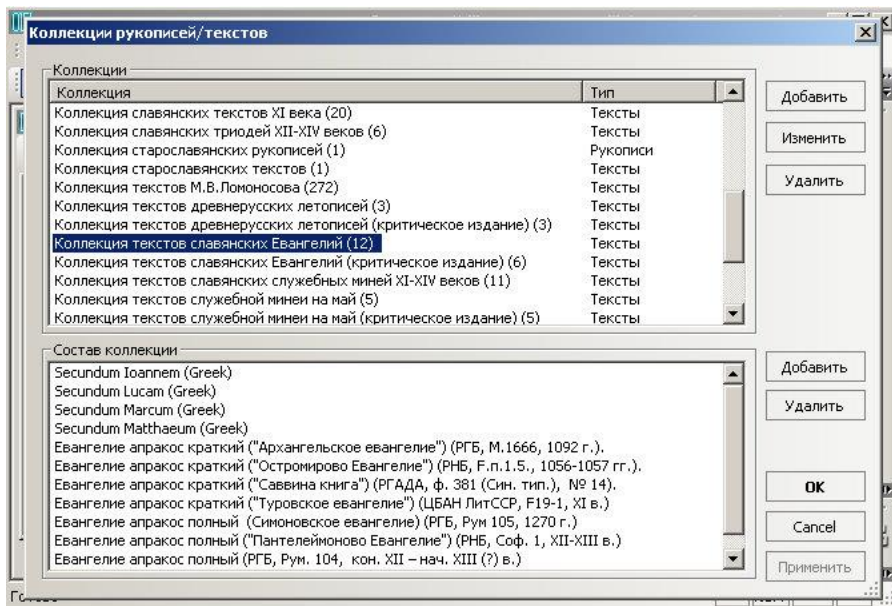 Коллекции рукописей/текстов
Коллекции
Коллекция Тип
Коллекция славянских текстов XI века (20) Тексты
Коллекция славянских триодей XII-XIV веков (6) Тексты
Коллекция старославянских рукописей (1) Рукописи
Коллекция старославянских текстов (1) Тексты
Коллекция текстов М.В.Ломоносова (272) Тексты
Коллекция текстов древнерусских летописей (3) Тексты
Коллекция текстов древнерусских летописей (критическое издание) (3) Тексты
Коллекция текстов славянских Евангелий (12) Тексты
Коллекция текстов славянских Евангелий (критическое издание) (6) Тексты
Коллекция текстов славянских служебных миней XI-XIV веков (11) Тексты
Коллекция текстов служебной минеи на май (5) Тексты
Коллекция текстов служебной минеи на май (критическое издание) (5) Тексты
Добавить
Изменить
Удалить
Состав коллекции
Secundum Ioannem (Greek)
Secundum Lucam (Greek)
Secundum Marcum (Greek)
Secundum Matthaeum (Greek)
Евангелие апракос краткий ("Архангельское евангелие") (РГБ, М.1666, 1092 г.).
Евангелие апракос краткий ("Остромирово Евангелие") (РНБ, F.п.1.5., 1056-1057 гг.).
Евангелие апракос краткий ("Саввина книга") (РГАДА, ф. 381 (Син. тип.), № 14).
Евангелие апракос краткий ("Туровское евангелие") (ЦБАН ЛитССР, F19-1, XI в.)
Евангелие апракос полный (Симоновское евангелие) (РГБ, Рум 105, 1270 г.)
Евангелие апракос полный ("Пантелеймоново Евангелие") (РНБ, Соф. 1, XII-XIII в.)
Евангелие апракос полный (РГБ, Рум. 104, кон. XII – нач. XIII (?) в.)
Добавить
Удалить
OK
Cancel
Применить